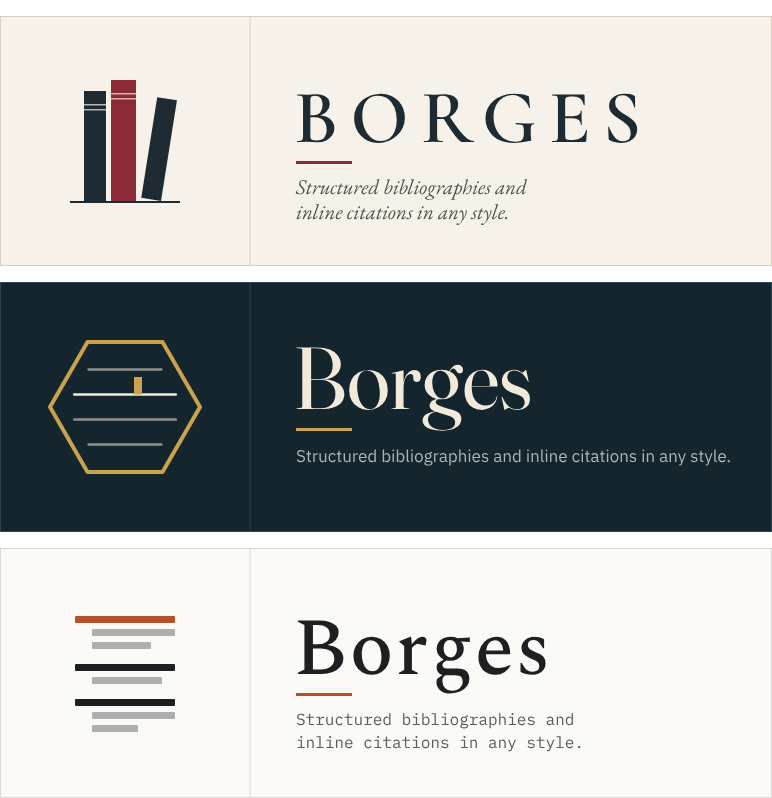 BORGES
Structured bibliographies and
inline citations in any style.
Borges
Structured bibliographies and inline citations in any style.
Borges
Structured bibliographies and
inline citations in any style.